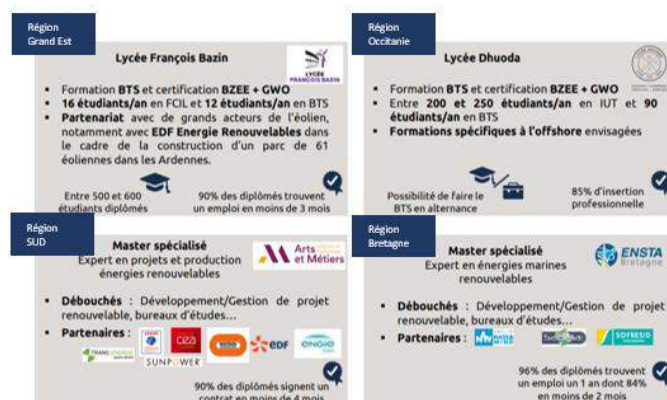 Région
Grand Est
Lycée François Bazin
LYCÉE
FRANÇOIS BAZIN
▪ Formation BTS et certification BZEE + GWO
▪ 16 étudiants/an en FCIL et 12 étudiants/an en BTS
▪ Partenariat avec de grands acteurs de l'éolien,
notamment avec EDF Energie Renouvelables dans
le cadre de la construction d'un parc de 61
éoliennes dans les Ardennes.
Entre 500 et 600
étudiants diplômés
90% des diplômés trouvent
un emploi en moins de 3 mois
Région
Occitanie
Lycée Dhuoda
▪ Formation BTS et certification BZEE + GWO
▪ Entre 200 et 250 étudiants/an en IUT et 90
étudiants/an en BTS
▪ Formations spécifiques à l'offshore envisagées
Possibilité de faire le
BTS en alternance
85% d'insertion
professionnelle
Région
SUD
Master spécialisé
Expert en projets et production
énergies renouvelables
Arts
et Métiers
▪ Débouchés : Développement/Gestion de projet
renouvelable, bureaux d'études…
▪ Partenaires :
cea
edf
ENGIE
SUNPOWER
90% des diplômés signent un
contrat en moins de 4 mois
Région
Bretagne
Master spécialisé
Expert en énergies marines
renouvelables
ENSTA
Bretagne
▪ Débouchés : Développement/Gestion de projet
renouvelable, bureaux d'études…
▪ Partenaires :
SOFRESID
96% des diplômés trouvent
un emploi un 1 an dont 84%
en moins de 2 mois